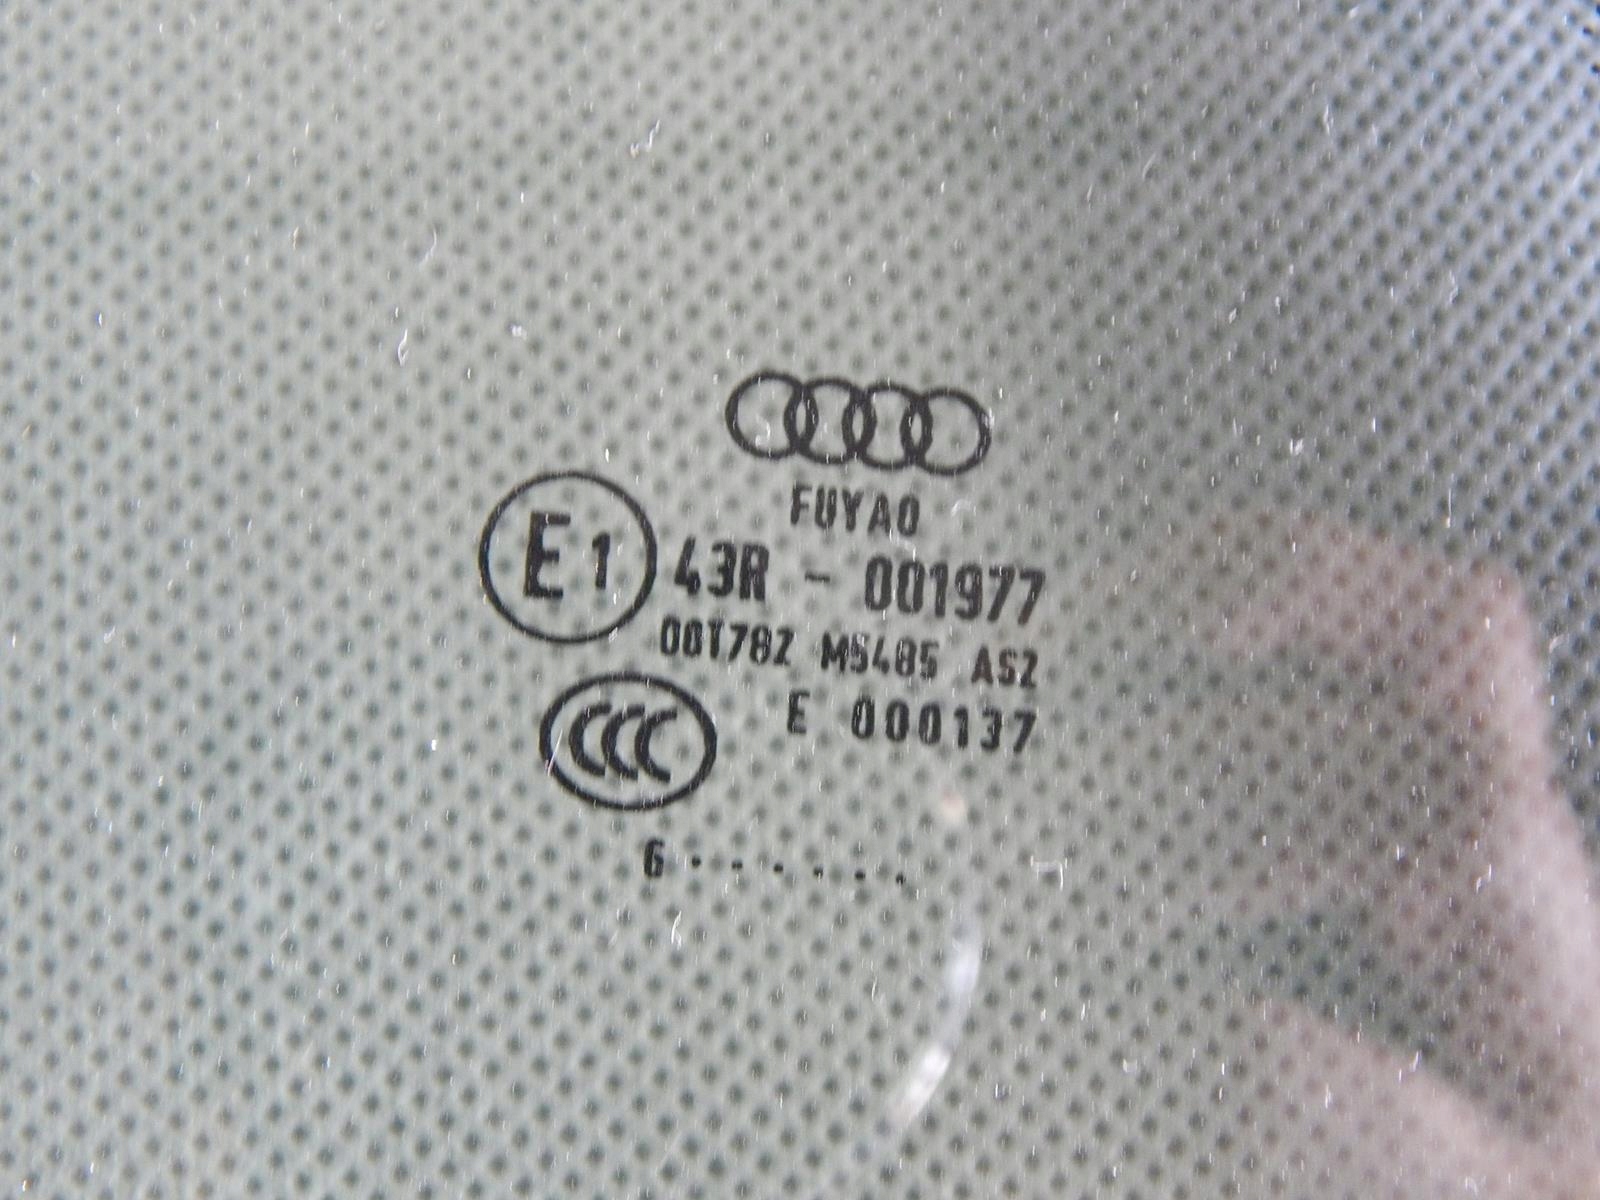 FUYAO
E1 43R - 001977
00T78Z M5485 AS2
CCC E 000137
6 · · · · · ·